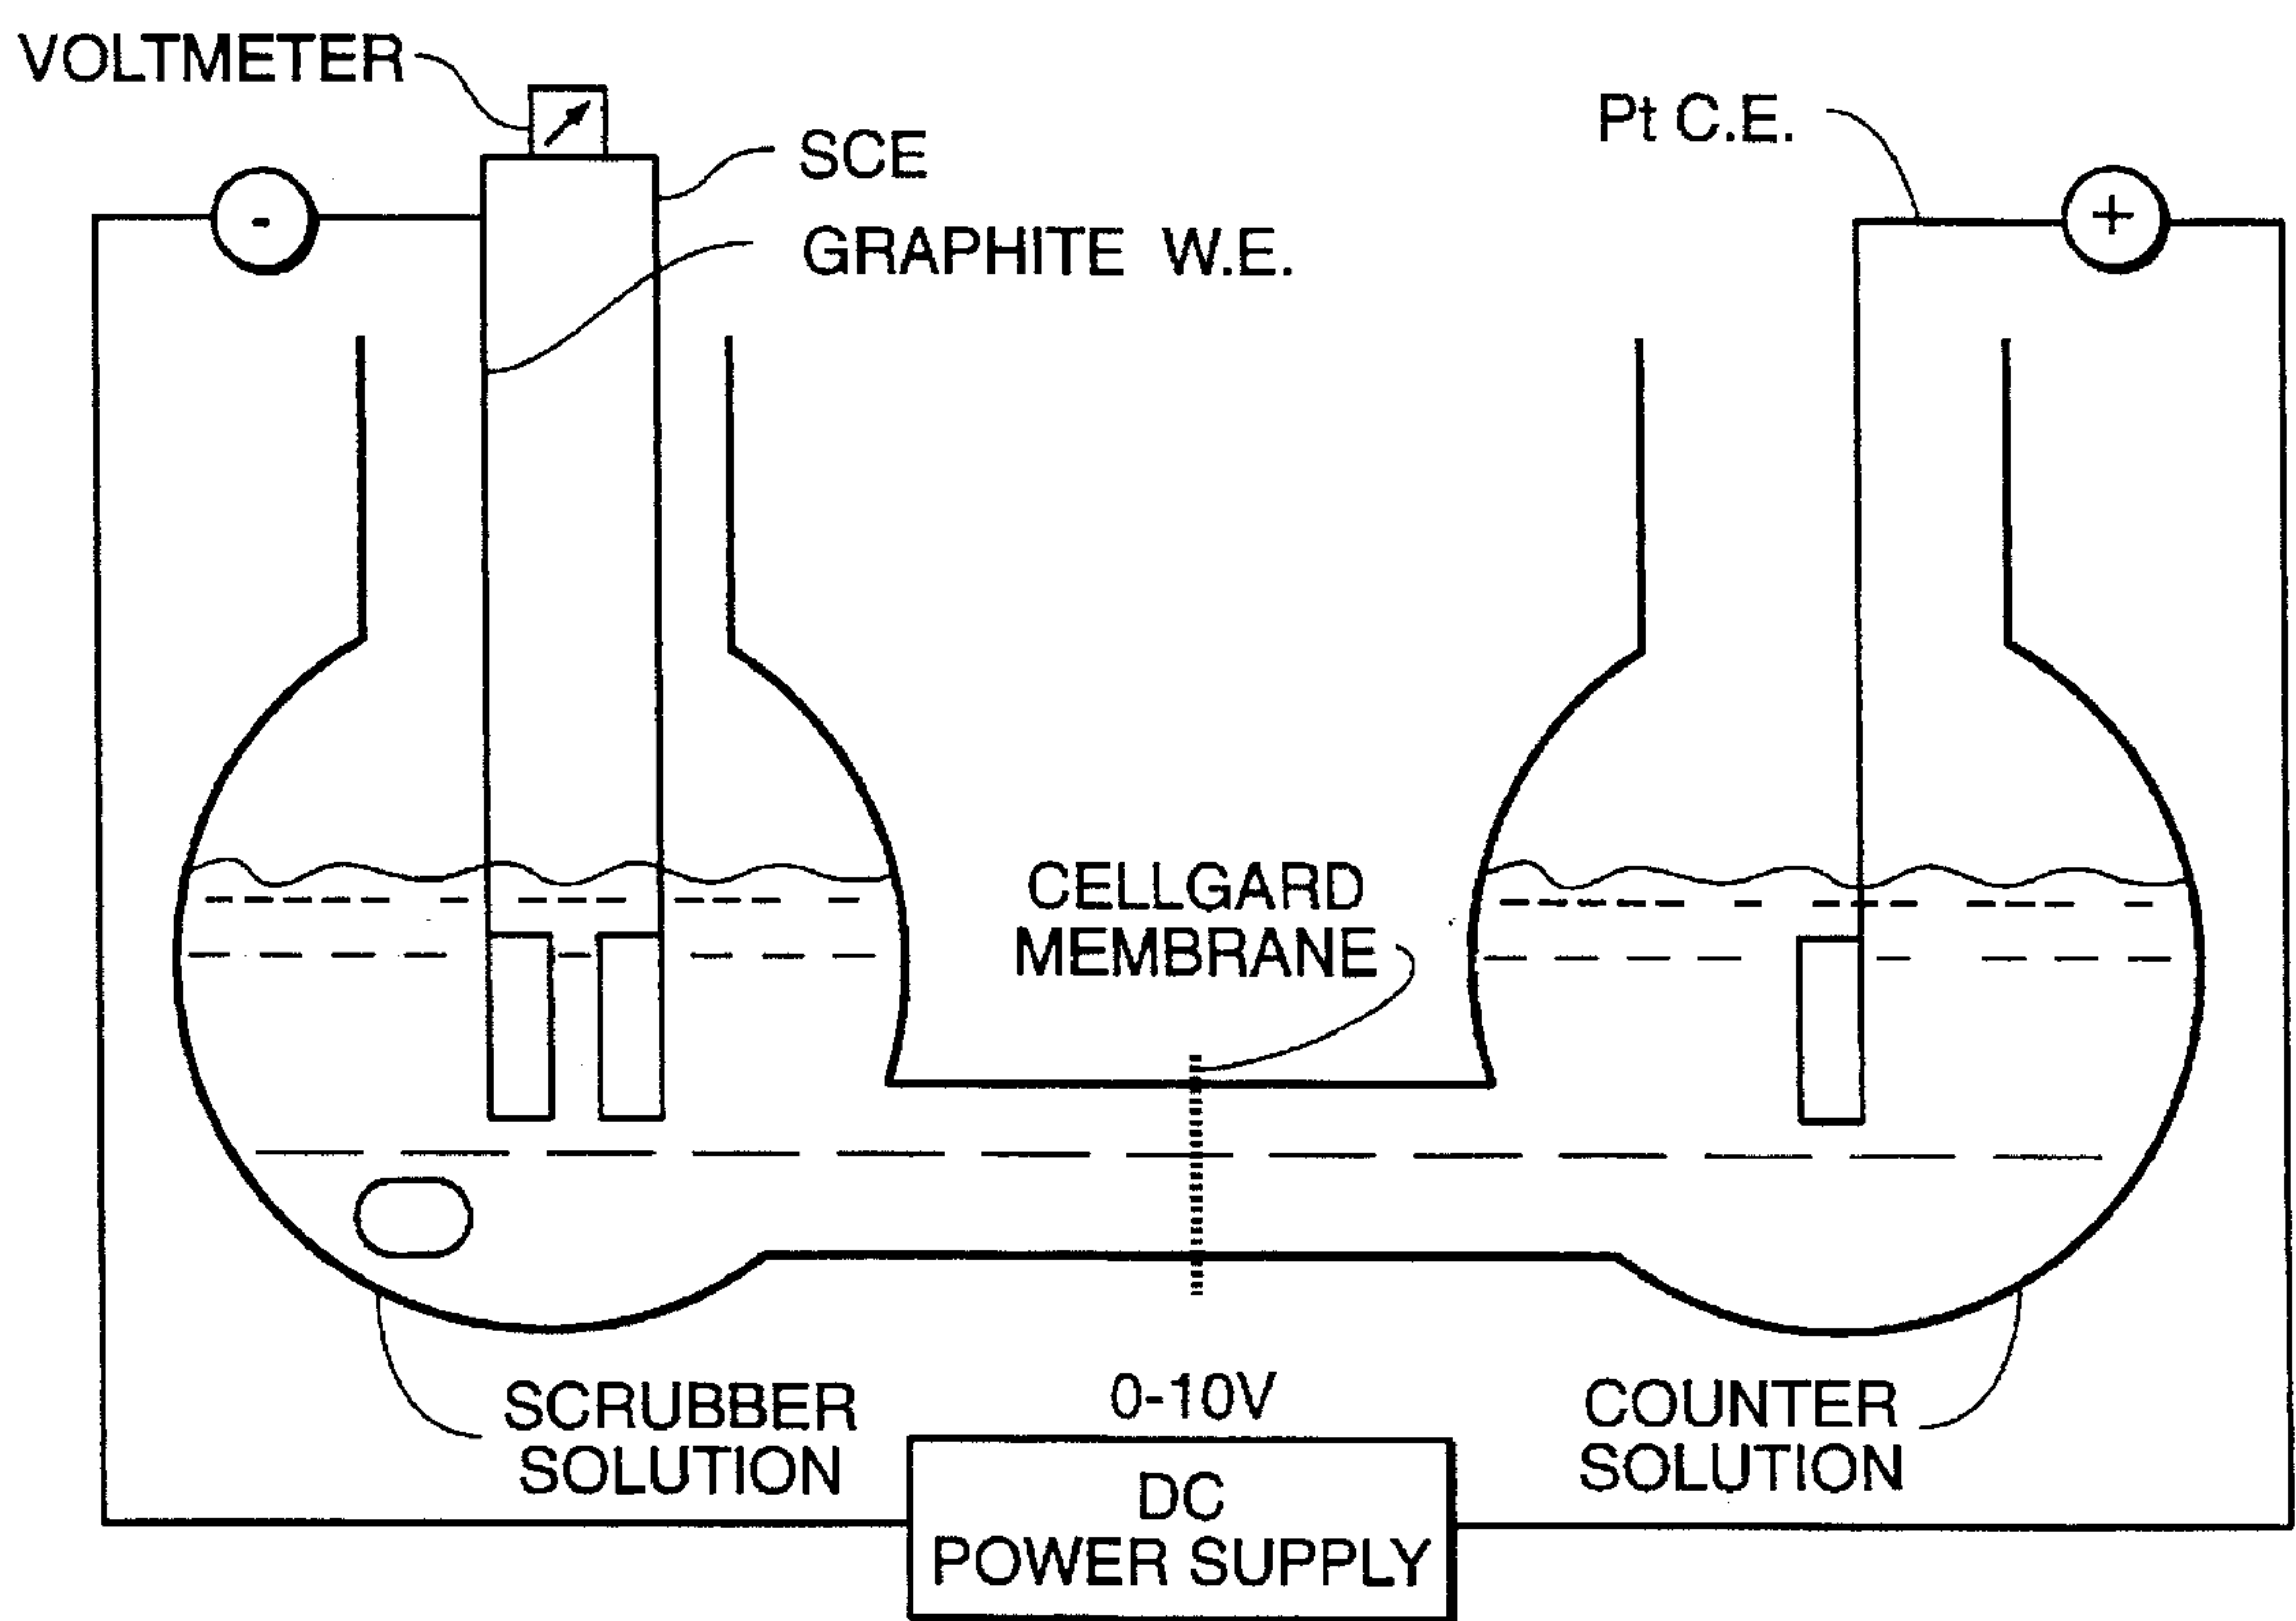 VOLTMETER
SCE
GRAPHITE W.E.
Pt C.E.
-
+
CELLGARD
MEMBRANE
SCRUBBER
SOLUTION
0-10V
DC
POWER SUPPLY
COUNTER
SOLUTION